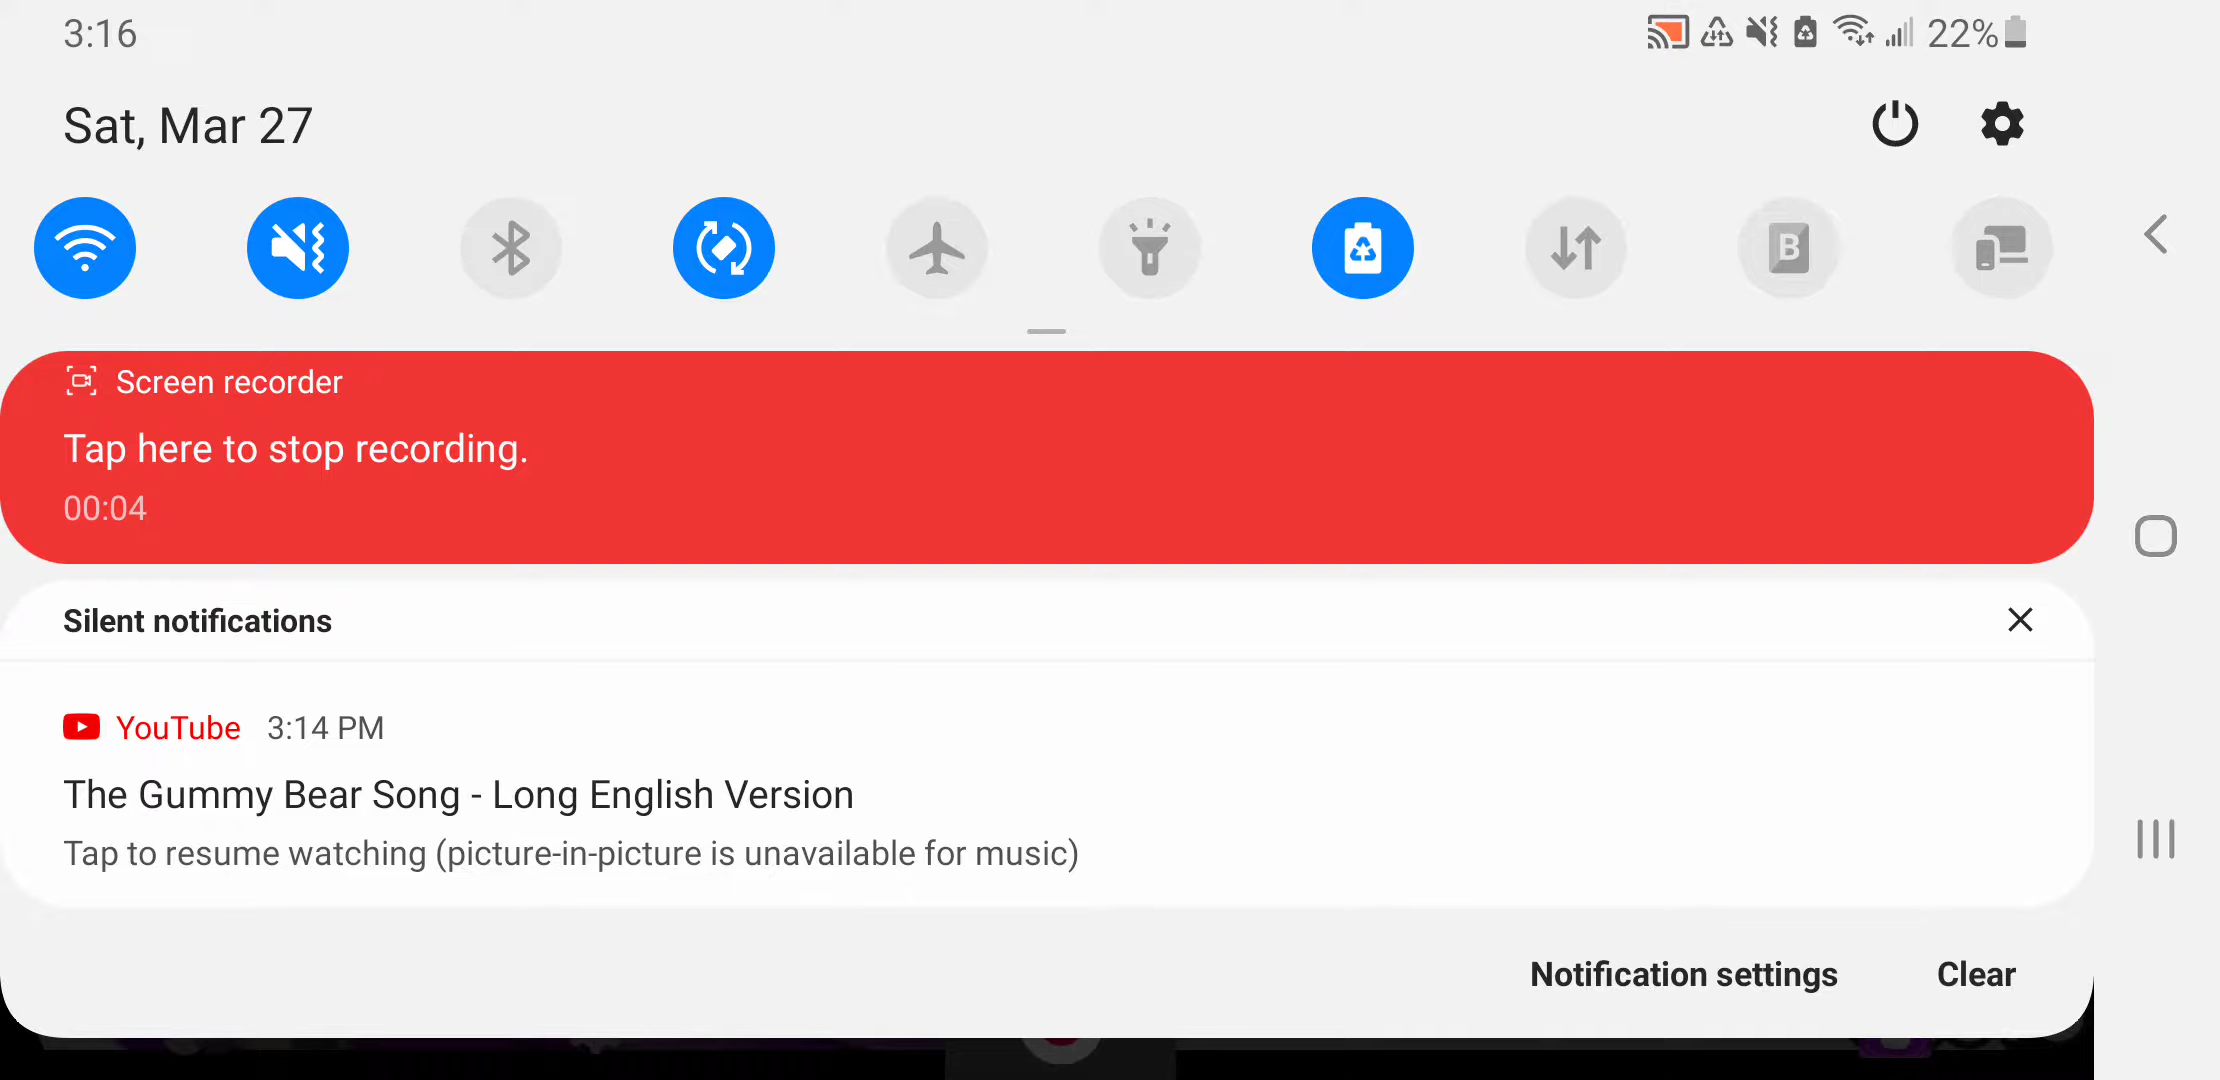 3:16
22%
Sat, Mar 27
B
Screen recorder
Tap here to stop recording.
00:04
Silent notifications
YouTube 3:14 PM
The Gummy Bear Song - Long English Version
Tap to resume watching (picture-in-picture is unavailable for music)
Notification settings Clear